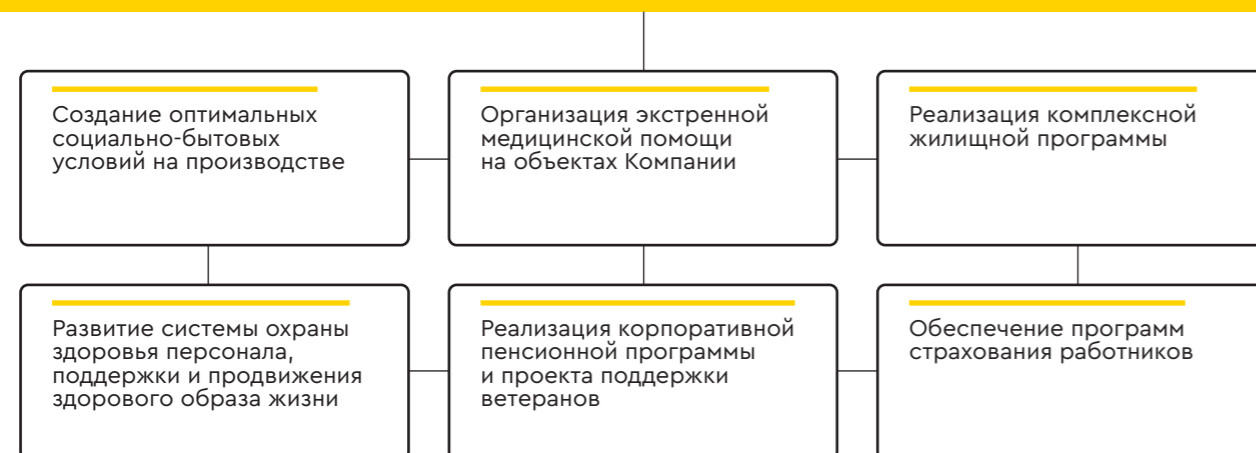 Создание оптимальных
социально-бытовых
условий на производстве
Организация экстренной
медицинской помощи
на объектах Компании
Реализация комплексной
жилищной программы
Развитие системы охраны
здоровья персонала,
поддержки и продвижения
здорового образа жизни
Реализация корпоративной
пенсионной программы
и проекта поддержки
ветеранов
Обеспечение программ
страхования работников